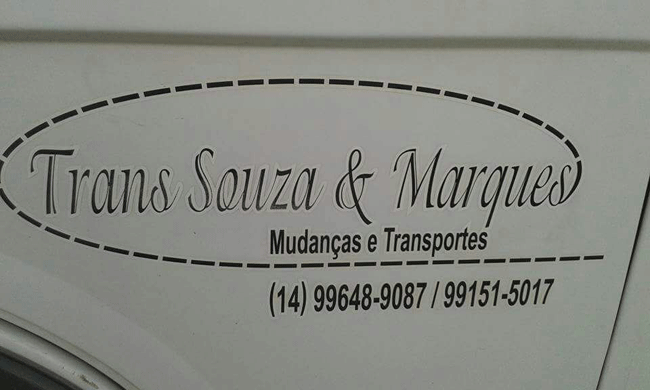 Trans Souza & Marques
Mudanças e Transportes
(14) 99648-9087 / 99151-5017